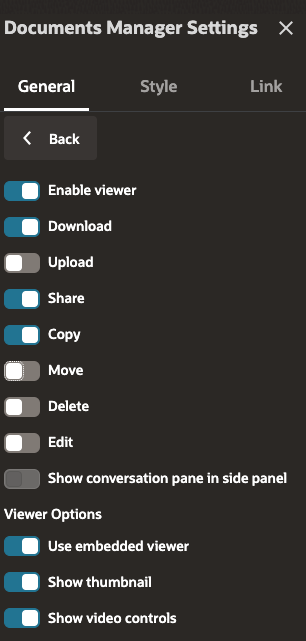 Documents Manager Settings
General Style Link
Back
Enable viewer
Download
Upload
Share
Copy
Move
Delete
Edit
Show conversation pane in side panel
Viewer Options
Use embedded viewer
Show thumbnail
Show video controls